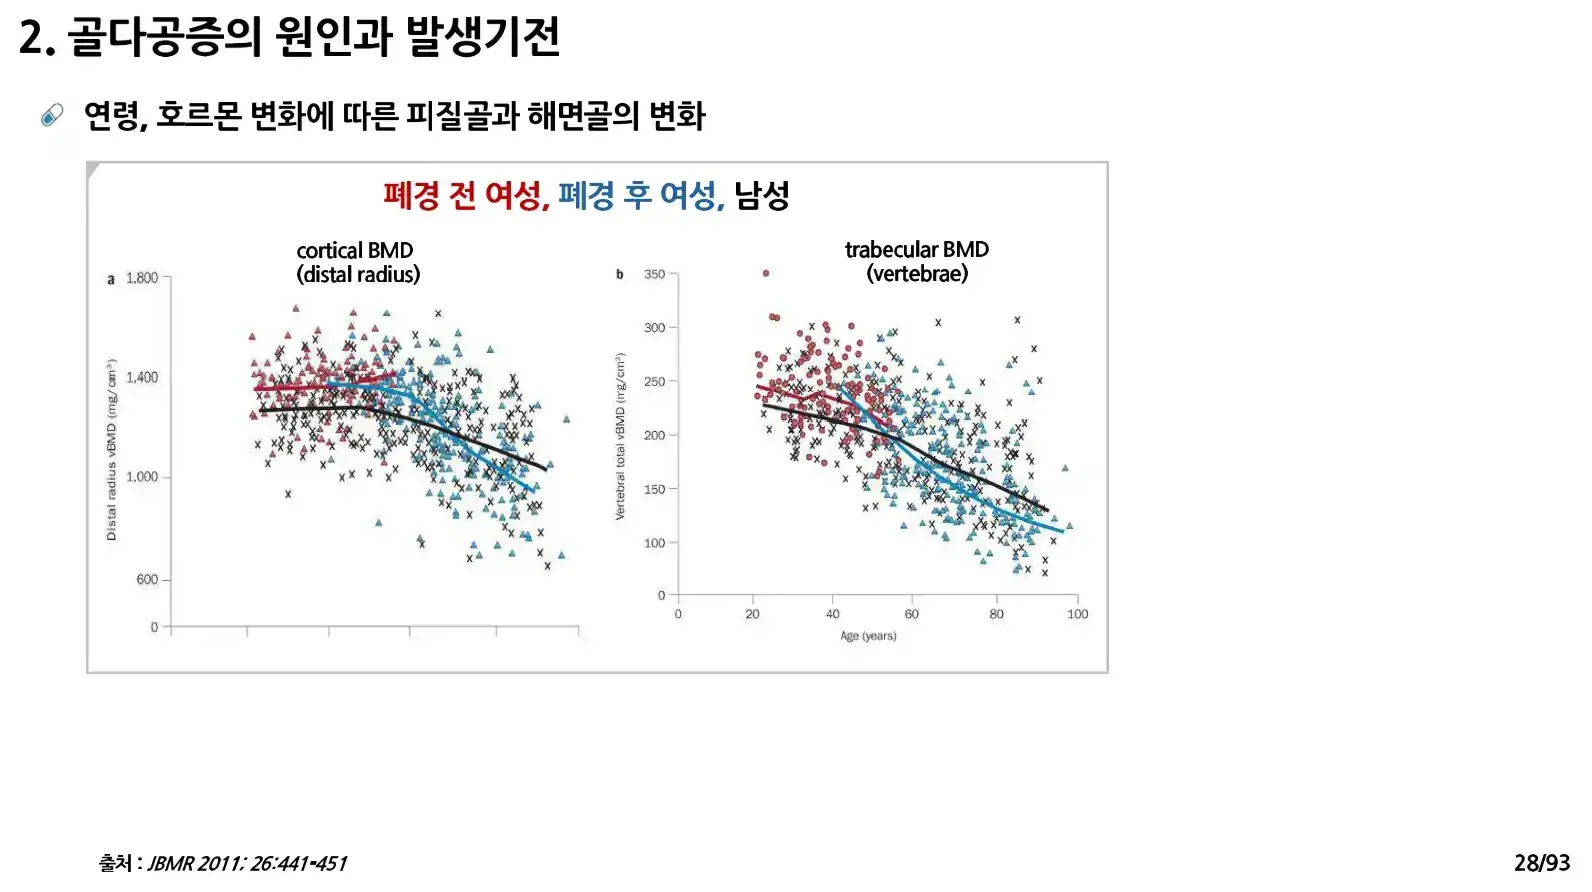 2. 골다공증의 원인과 발생기전
연령, 호르몬 변화에 따른 피질골과 해면골의 변화
폐경 전 여성, 폐경 후 여성, 남성
cortical BMD
(distal radius)
a
1.800
1,400
1,000
600
0
Distal radius vBMD (mg/cm³)
trabecular BMD
(vertebrae)
b
350
300
250
200
150
100
0
Vertebral total vBMD (mg/cm³)
0 20 40 60 80 100
Age (years)
출처 : JBMR 2011; 26:441-451
28/93